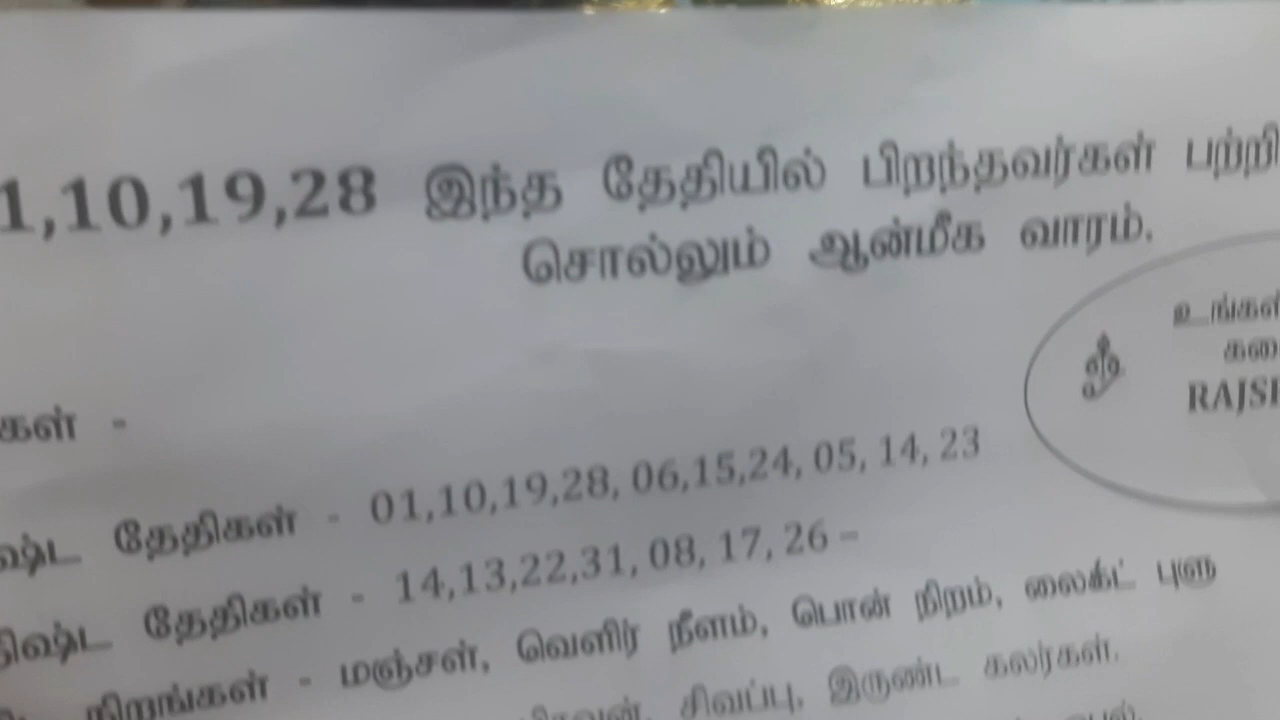 1,10,19,28 இந்த தேதியில் பிறந்தவர்கள் பற்றி
சொல்லும் ஆன்மீக வாரம்.
RAJS
தேதிகள் - 01,10,19,28, 06,15,24, 05, 14, 23
தேதிகள் - 14,13,22,31, 08, 17, 26 –
நிறங்கள் - மஞ்சள், வெளிர் நீளம், பொன் நிறம், லைக்ட் புளு
சிவப்பு, இருண்ட கலர்கள்.